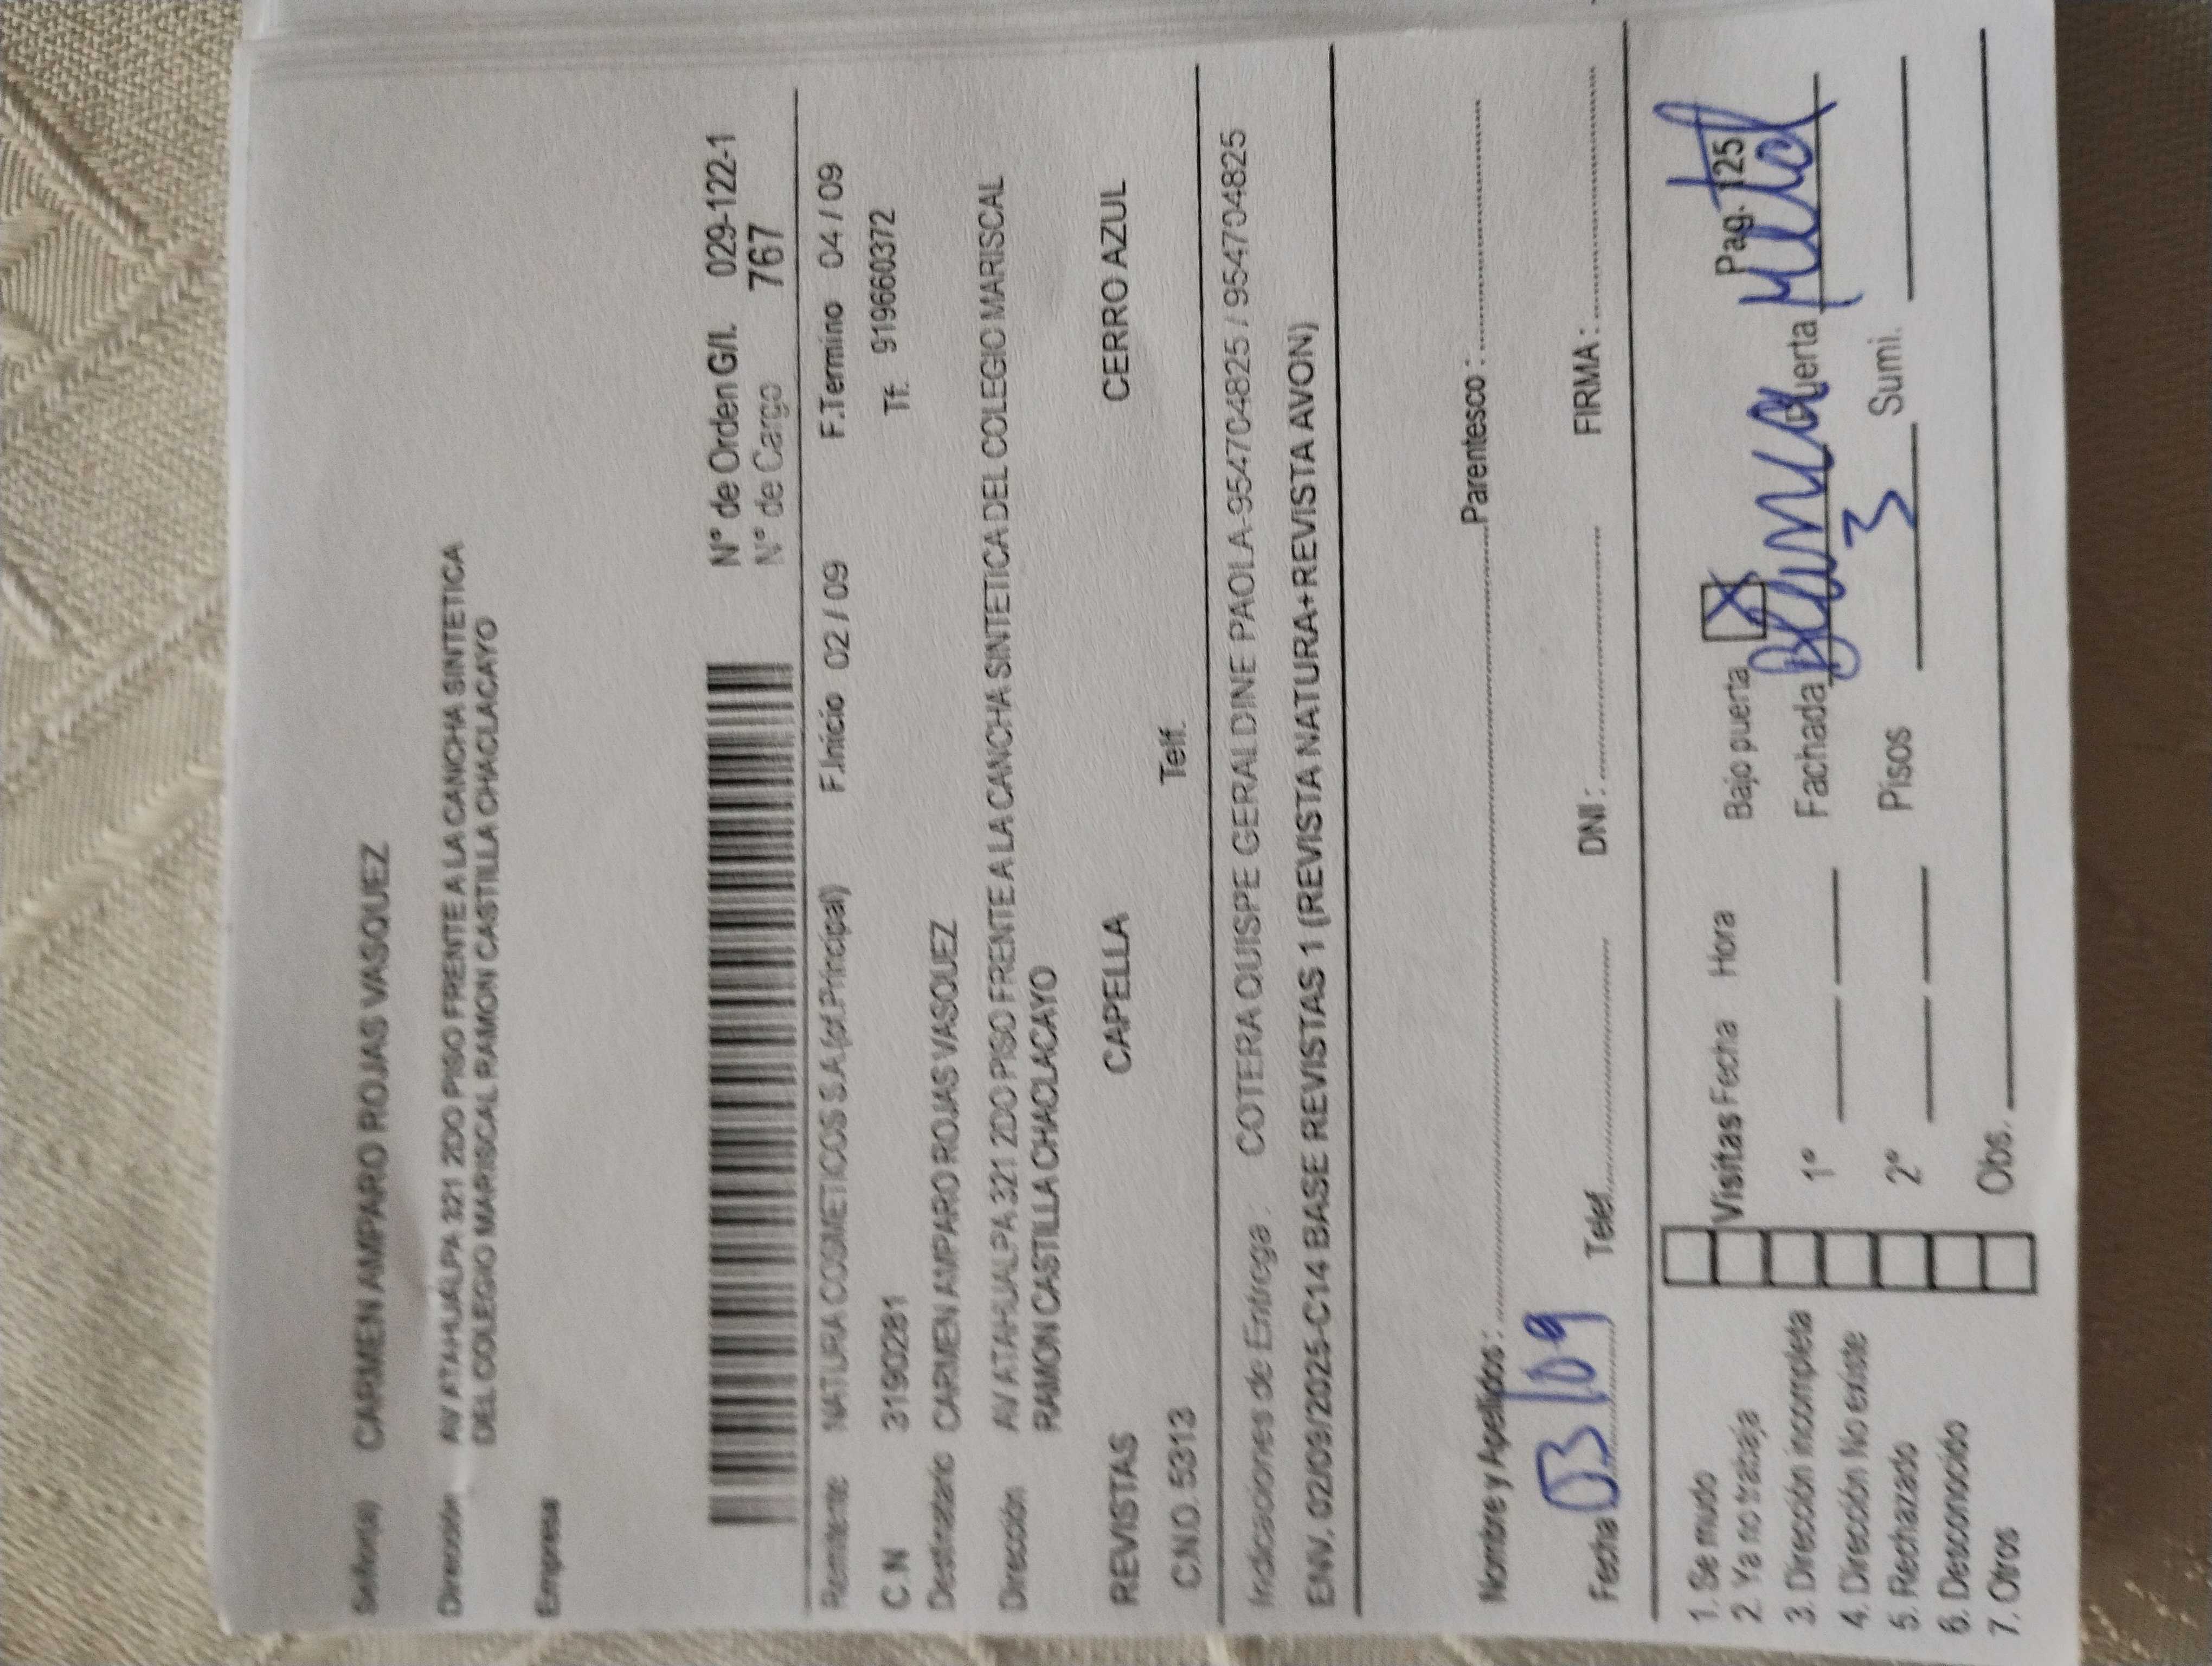 Señor(a) CARMEN AMPARO ROJAS VASQUEZ
Dirección AV ATAHUALPA 321 2DO PISO FRENTE A LA CANCHA SINTETICA
DEL COLEGIO MARISCAL RAMON CASTILLA CHACLACAYO
Empresa
N° de Orden G/I. 029-122-1
N° de Cargo 767
Remitente NATURA COSMETICOS S.A.(pf.Principal) F.Inicio 02 / 09 F.Termino 04 / 09
C.N 31900281 Tf. 919660372
Destinatario CARMEN AMPARO ROJAS VASQUEZ
Dirección AV ATAHUALPA 321 2DO PISO FRENTE A LA CANCHA SINTETICA DEL COLEGIO MARISCAL
RAMON CASTILLA CHACLACAYO
REVISTAS CAPELLA CERRO AZUL
C.NO. 5313 Telf.
Indicaciones de Entrega : COTERA QUISPE GERALDINE PAOLA-954704825 / 954704825
ENV. 02/09/2025-C14 BASE REVISTAS 1 (REVISTA NATURA+REVISTA AVON)
Nombre y Apellidos : Parentesco :
Fecha 03/09 Telef. DNI : FIRMA :
1. Se mudo
2. Ya no trabaja Visitas Fecha Hora Bajo puerta X Pag. 125
3. Dirección incompleta 1° Fachada Blanca Puerta Metal
4. Dirección No existe
5. Rechazado 2° Pisos 3 Sumi.
6. Desconocido
7. Otros Obs.